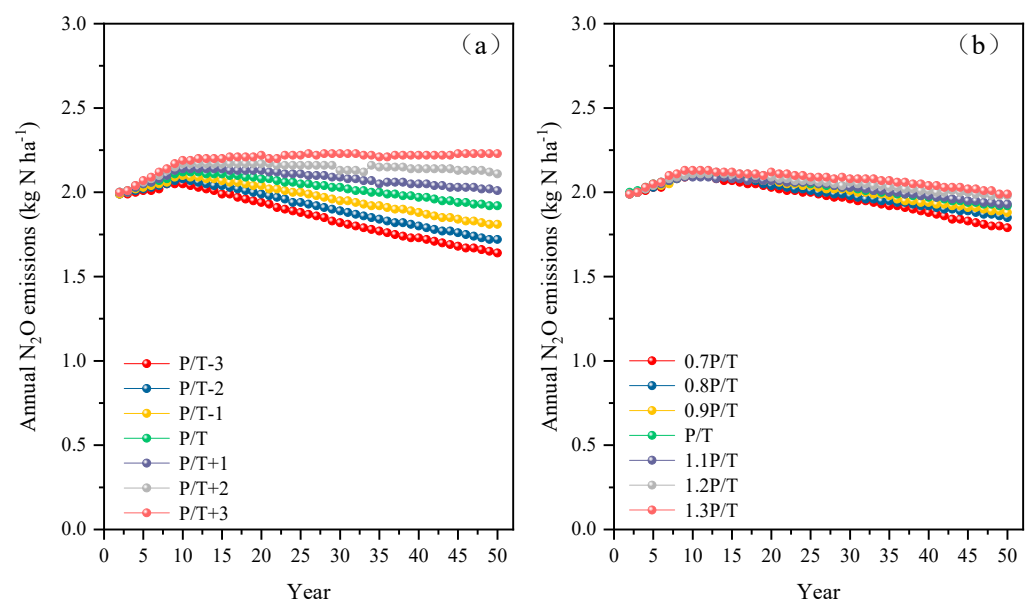 （a）
3.0
2.5
2.0
1.5
1.0
0.5
0.0
Annual N₂O emissions (kg N ha⁻¹)
P/T-3
P/T-2
P/T-1
P/T
P/T+1
P/T+2
P/T+3
0 5 10 15 20 25 30 35 40 45 50
Year
（b）
3.0
2.5
2.0
1.5
1.0
0.5
0.0
Annual N₂O emissions (kg N ha⁻¹)
0.7P/T
0.8P/T
0.9P/T
P/T
1.1P/T
1.2P/T
1.3P/T
0 5 10 15 20 25 30 35 40 45 50
Year